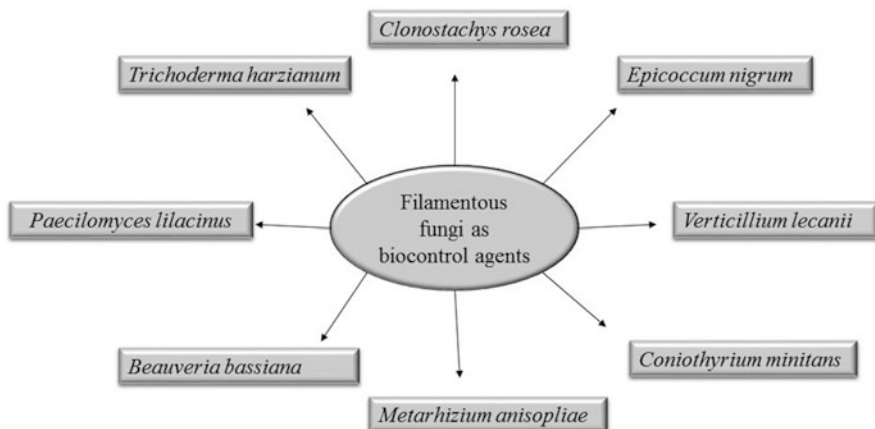 Clonostachys rosea
Trichoderma harzianum
Epicoccum nigrum
Filamentous
fungi as
biocontrol agents
Paecilomyces lilacinus
Verticillium lecanii
Beauveria bassiana
Coniothyrium minitans
Metarhizium anisopliae